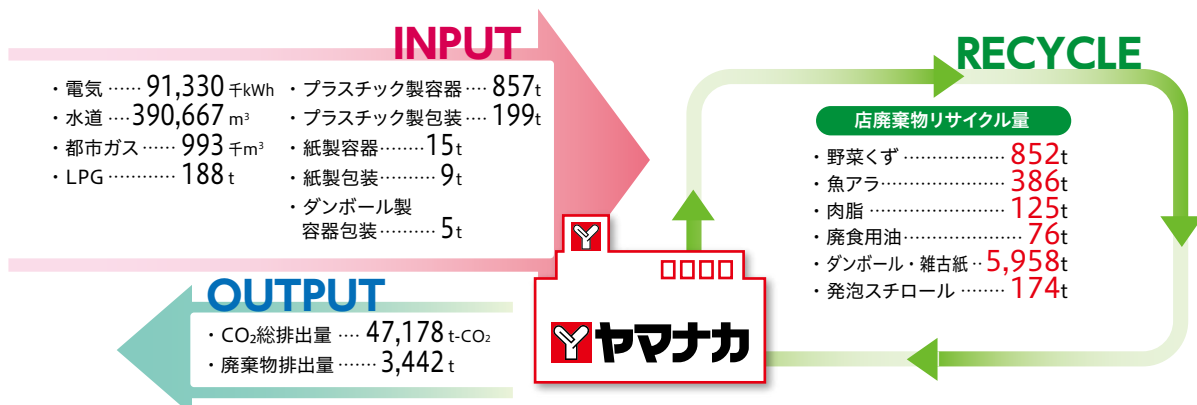 INPUT
・電気 …… 91,330 千kWh
・水道 …. 390,667 m³
・都市ガス …… 993 千m³
・LPG ………… 188 t
・プラスチック製容器 …. 857t
・プラスチック製包装 …. 199t
・紙製容器 ……..15t
・紙製包装 ………. 9t
・ダンボール製
容器包装 ………. 5t
OUTPUT
・CO₂総排出量 …. 47,178 t-CO₂
・廃棄物排出量 ……. 3,442 t
Y
Y ヤマナカ
RECYCLE
店廃棄物リサイクル量
・野菜くず ……………… 852t
・魚アラ …………………. 386t
・肉脂 ……………………. 125t
・廃食用油 ………………. 76t
・ダンボール・雑古紙 ‥ 5,958t
・発泡スチロール …….. 174t